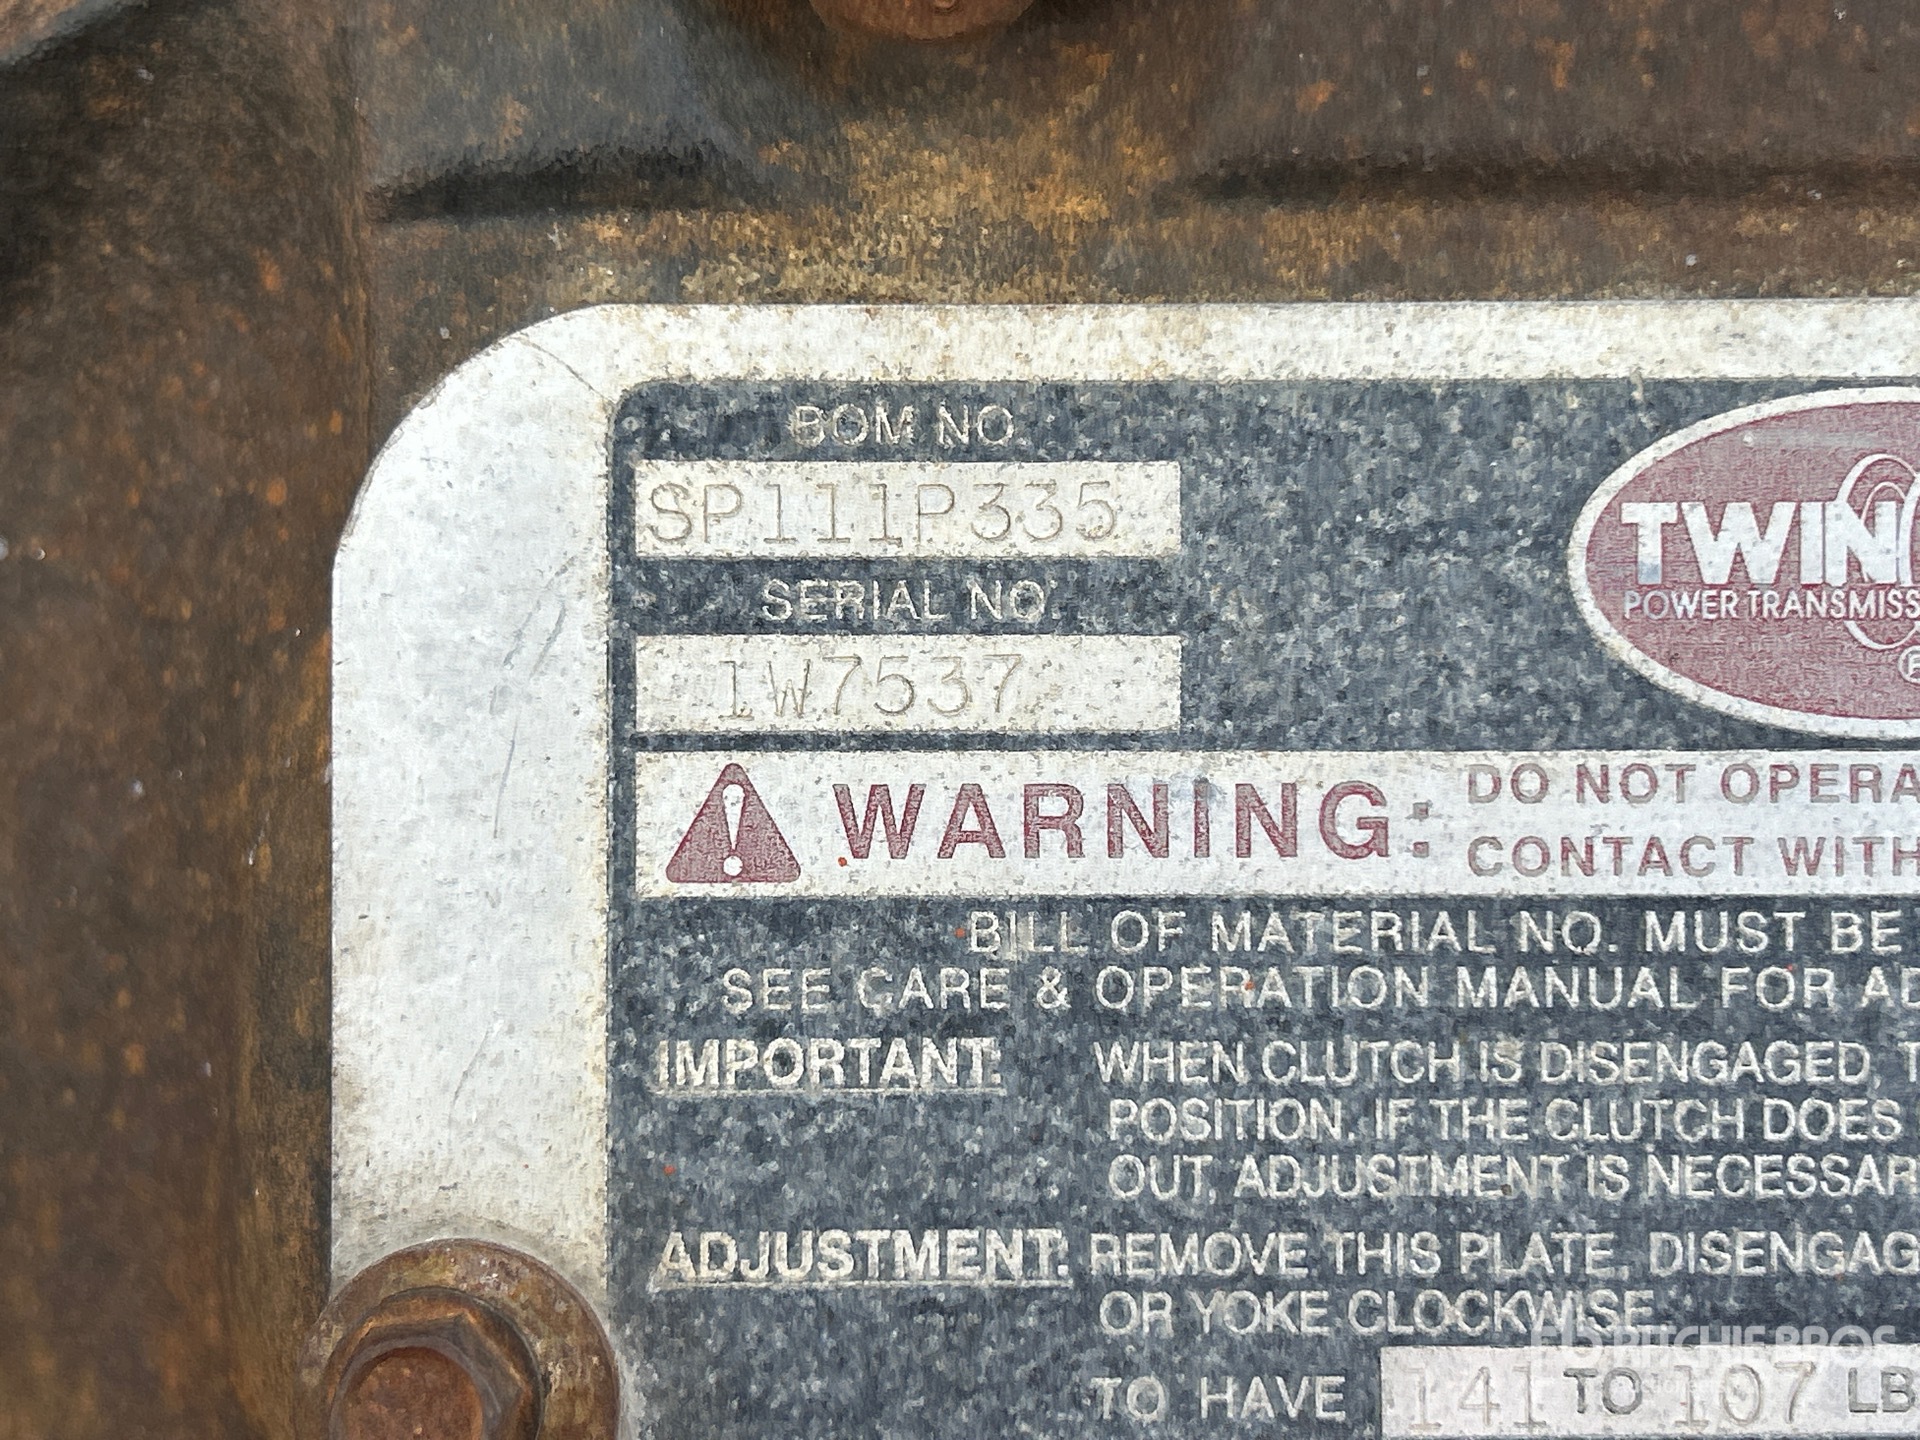 BOM NO.
SP111P335
SERIAL NO.
1W7537
TWIN
POWER TRANSMISS
WARNING: DO NOT OPERA
CONTACT WITH
BILL OF MATERIAL NO. MUST BE
SEE CARE & OPERATION MANUAL FOR AD
IMPORTANT: WHEN CLUTCH IS DISENGAGED, T
POSITION. IF THE CLUTCH DOES
OUT, ADJUSTMENT IS NECESSAR
ADJUSTMENT: REMOVE THIS PLATE, DISENGAG
OR YOKE CLOCKWISE
RITCHIE BROS.
TO HAVE 141 TO 107 LB